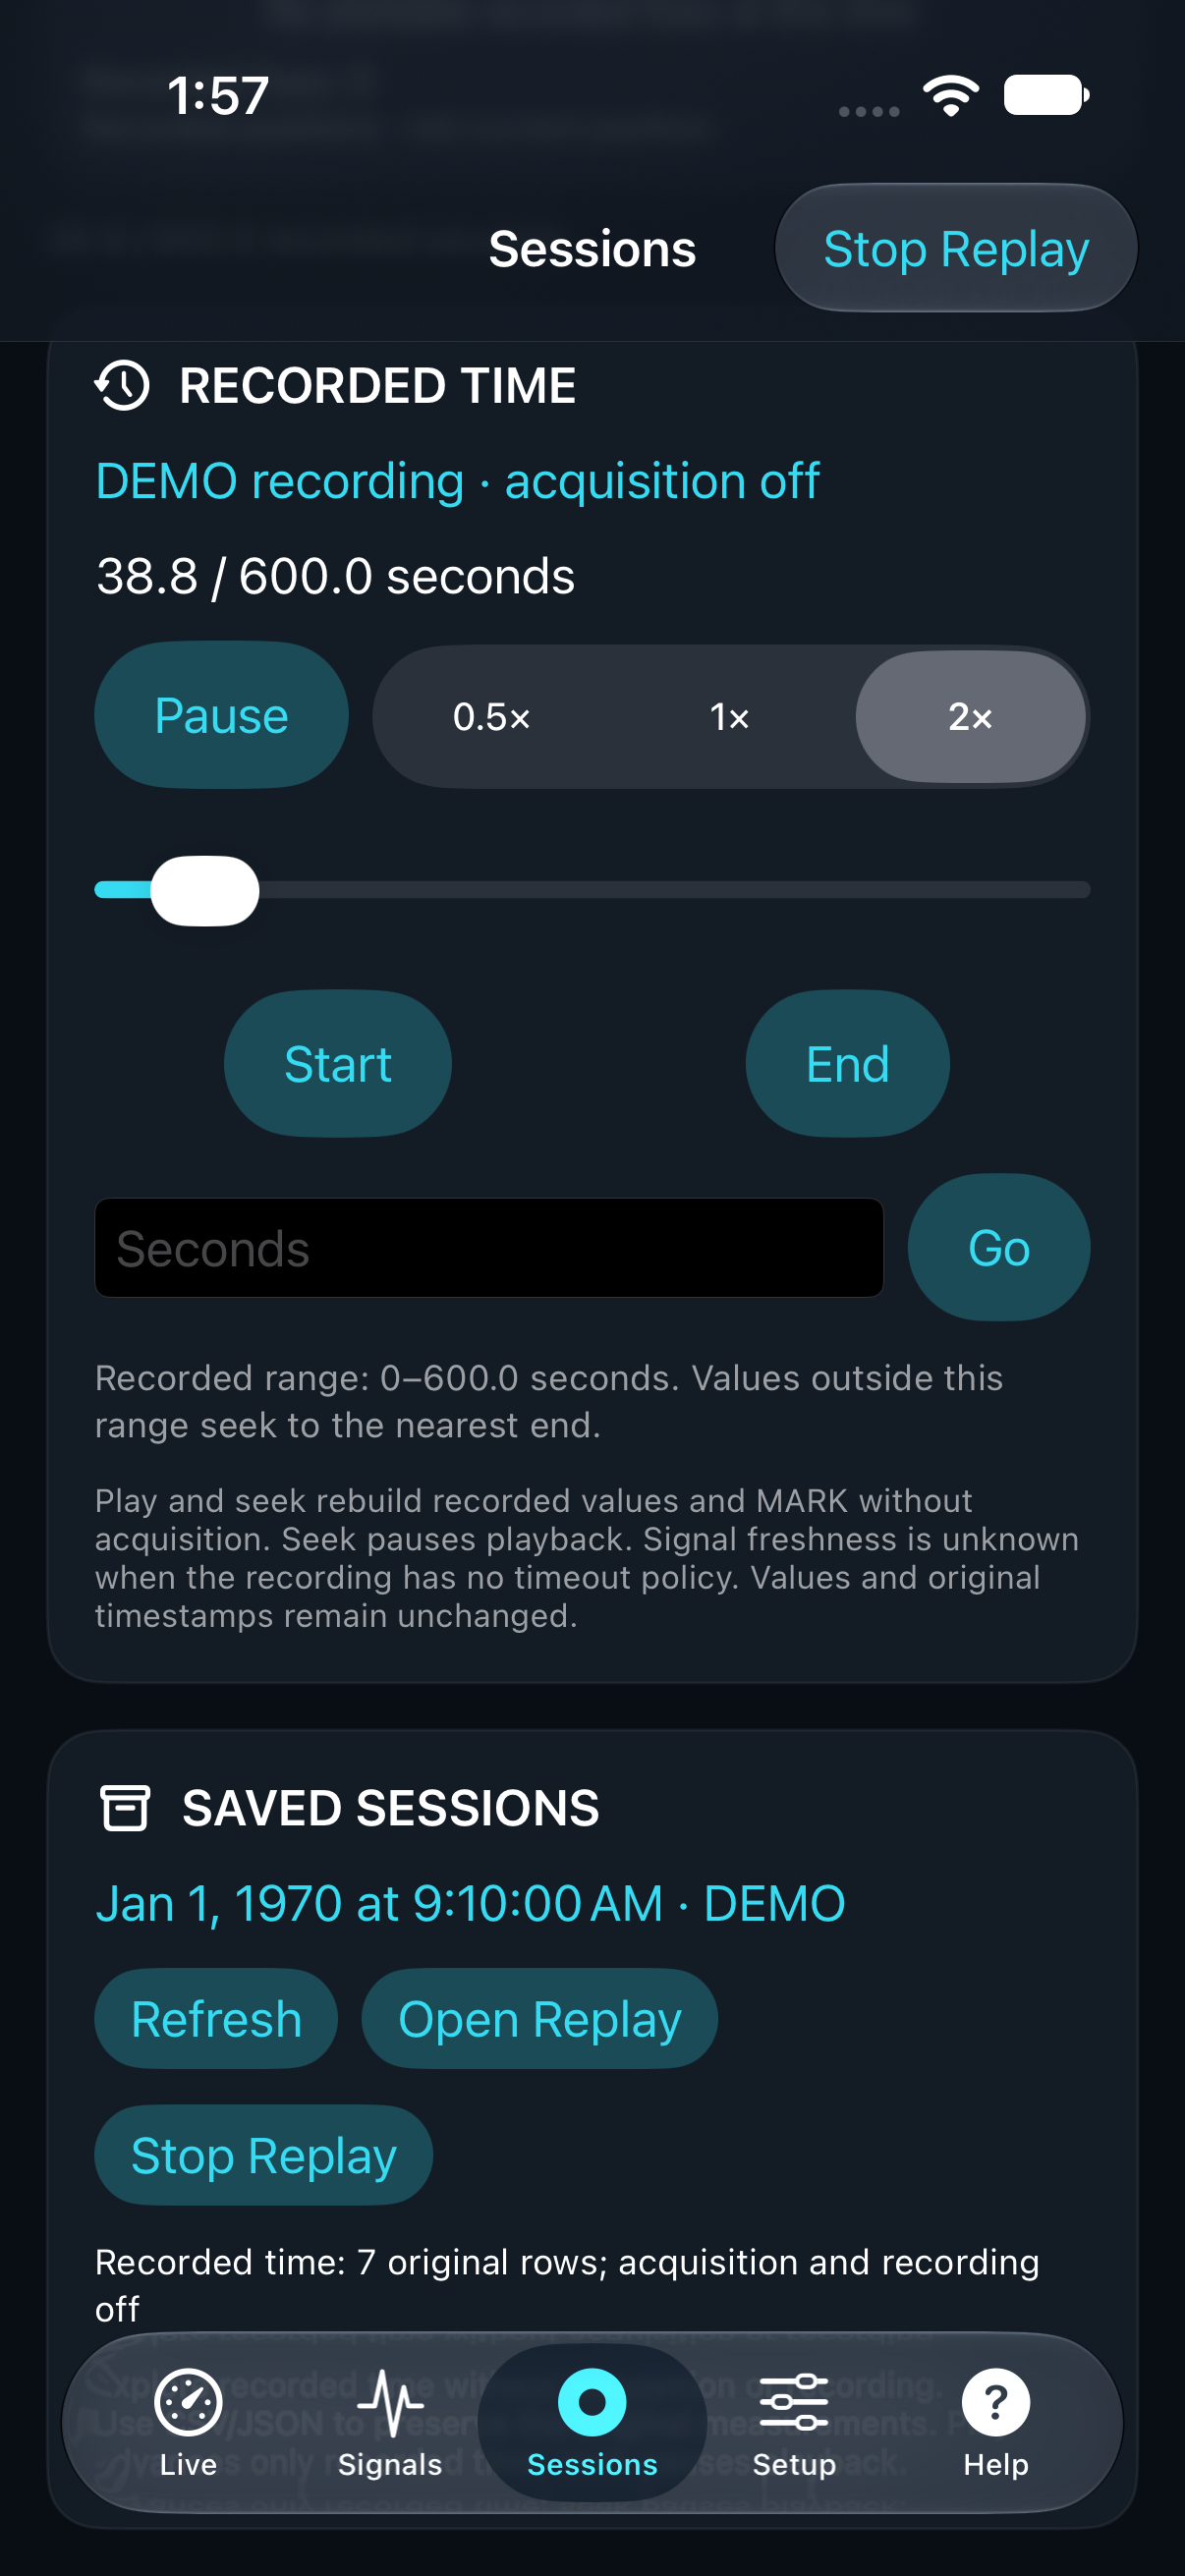 1:57
Sessions
Stop Replay
RECORDED TIME
DEMO recording · acquisition off
38.8 / 600.0 seconds
Pause
0.5×
1×
2×
Start
End
Seconds
Go
Recorded range: 0–600.0 seconds. Values outside this
range seek to the nearest end.
Play and seek rebuild recorded values and MARK without
acquisition. Seek pauses playback. Signal freshness is unknown
when the recording has no timeout policy. Values and original
timestamps remain unchanged.
SAVED SESSIONS
Jan 1, 1970 at 9:10:00 AM · DEMO
Refresh
Open Replay
Stop Replay
Recorded time: 7 original rows; acquisition and recording
off
Live
Signals
Sessions
Setup
Help